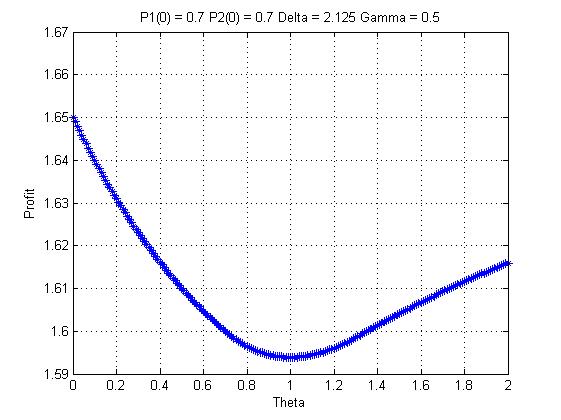 P1(0) = 0.7 P2(0) = 0.7 Delta = 2.125 Gamma = 0.5
1.67
1.66
1.65
1.64
1.63
1.62
1.61
1.6
1.59
Profit
0 0.2 0.4 0.6 0.8 1 1.2 1.4 1.6 1.8 2
Theta